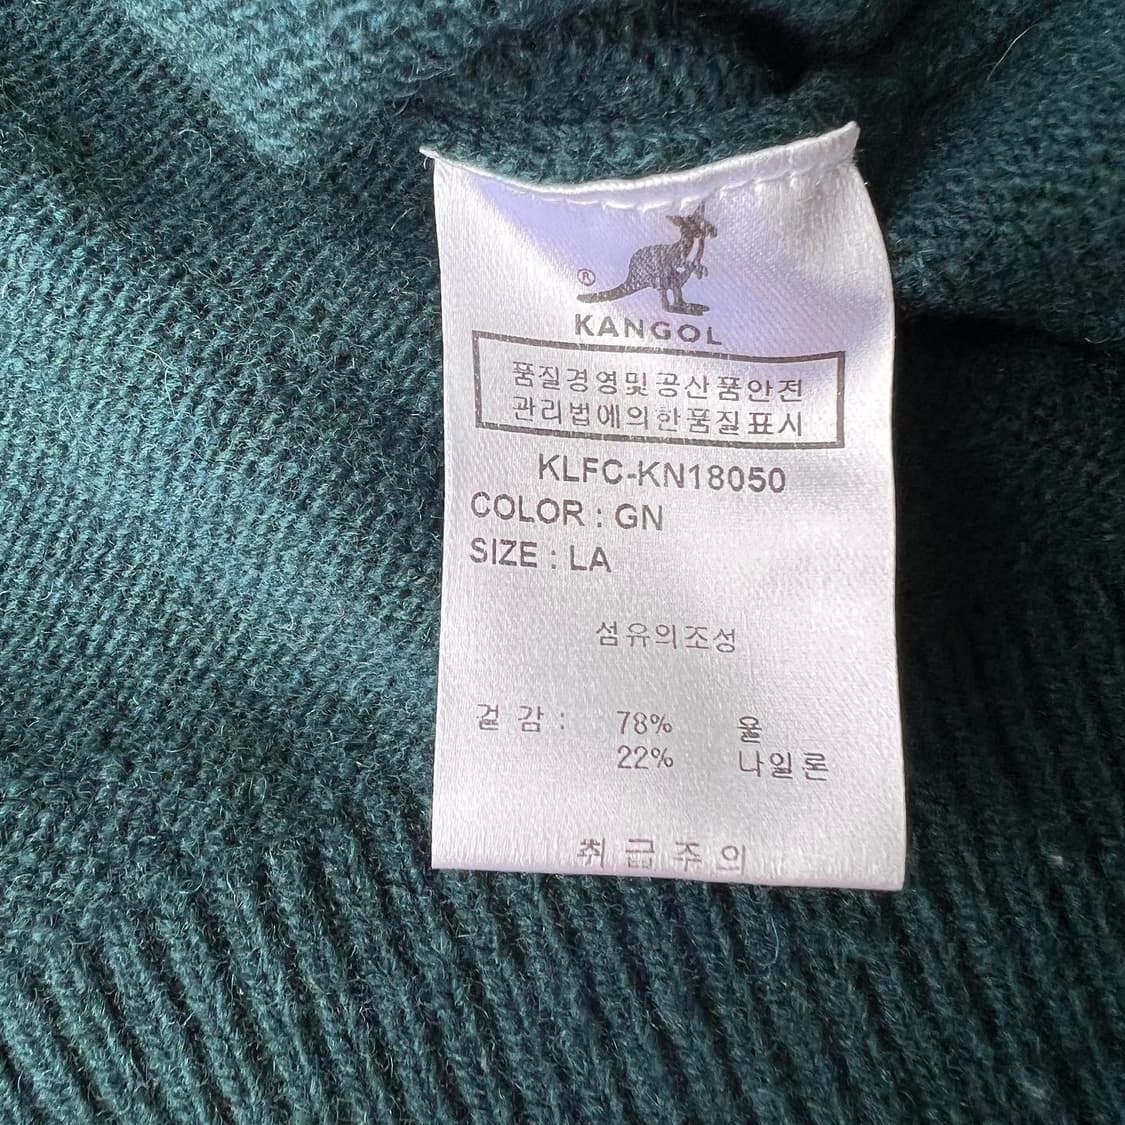 ®
KANGOL
품질경영및공산품안전
관리법에의한품질표시
KLFC-KN18050
COLOR : GN
SIZE : LA
섬유의조성
겉 감 : 78% 울
22% 나일론
취 급 주 의